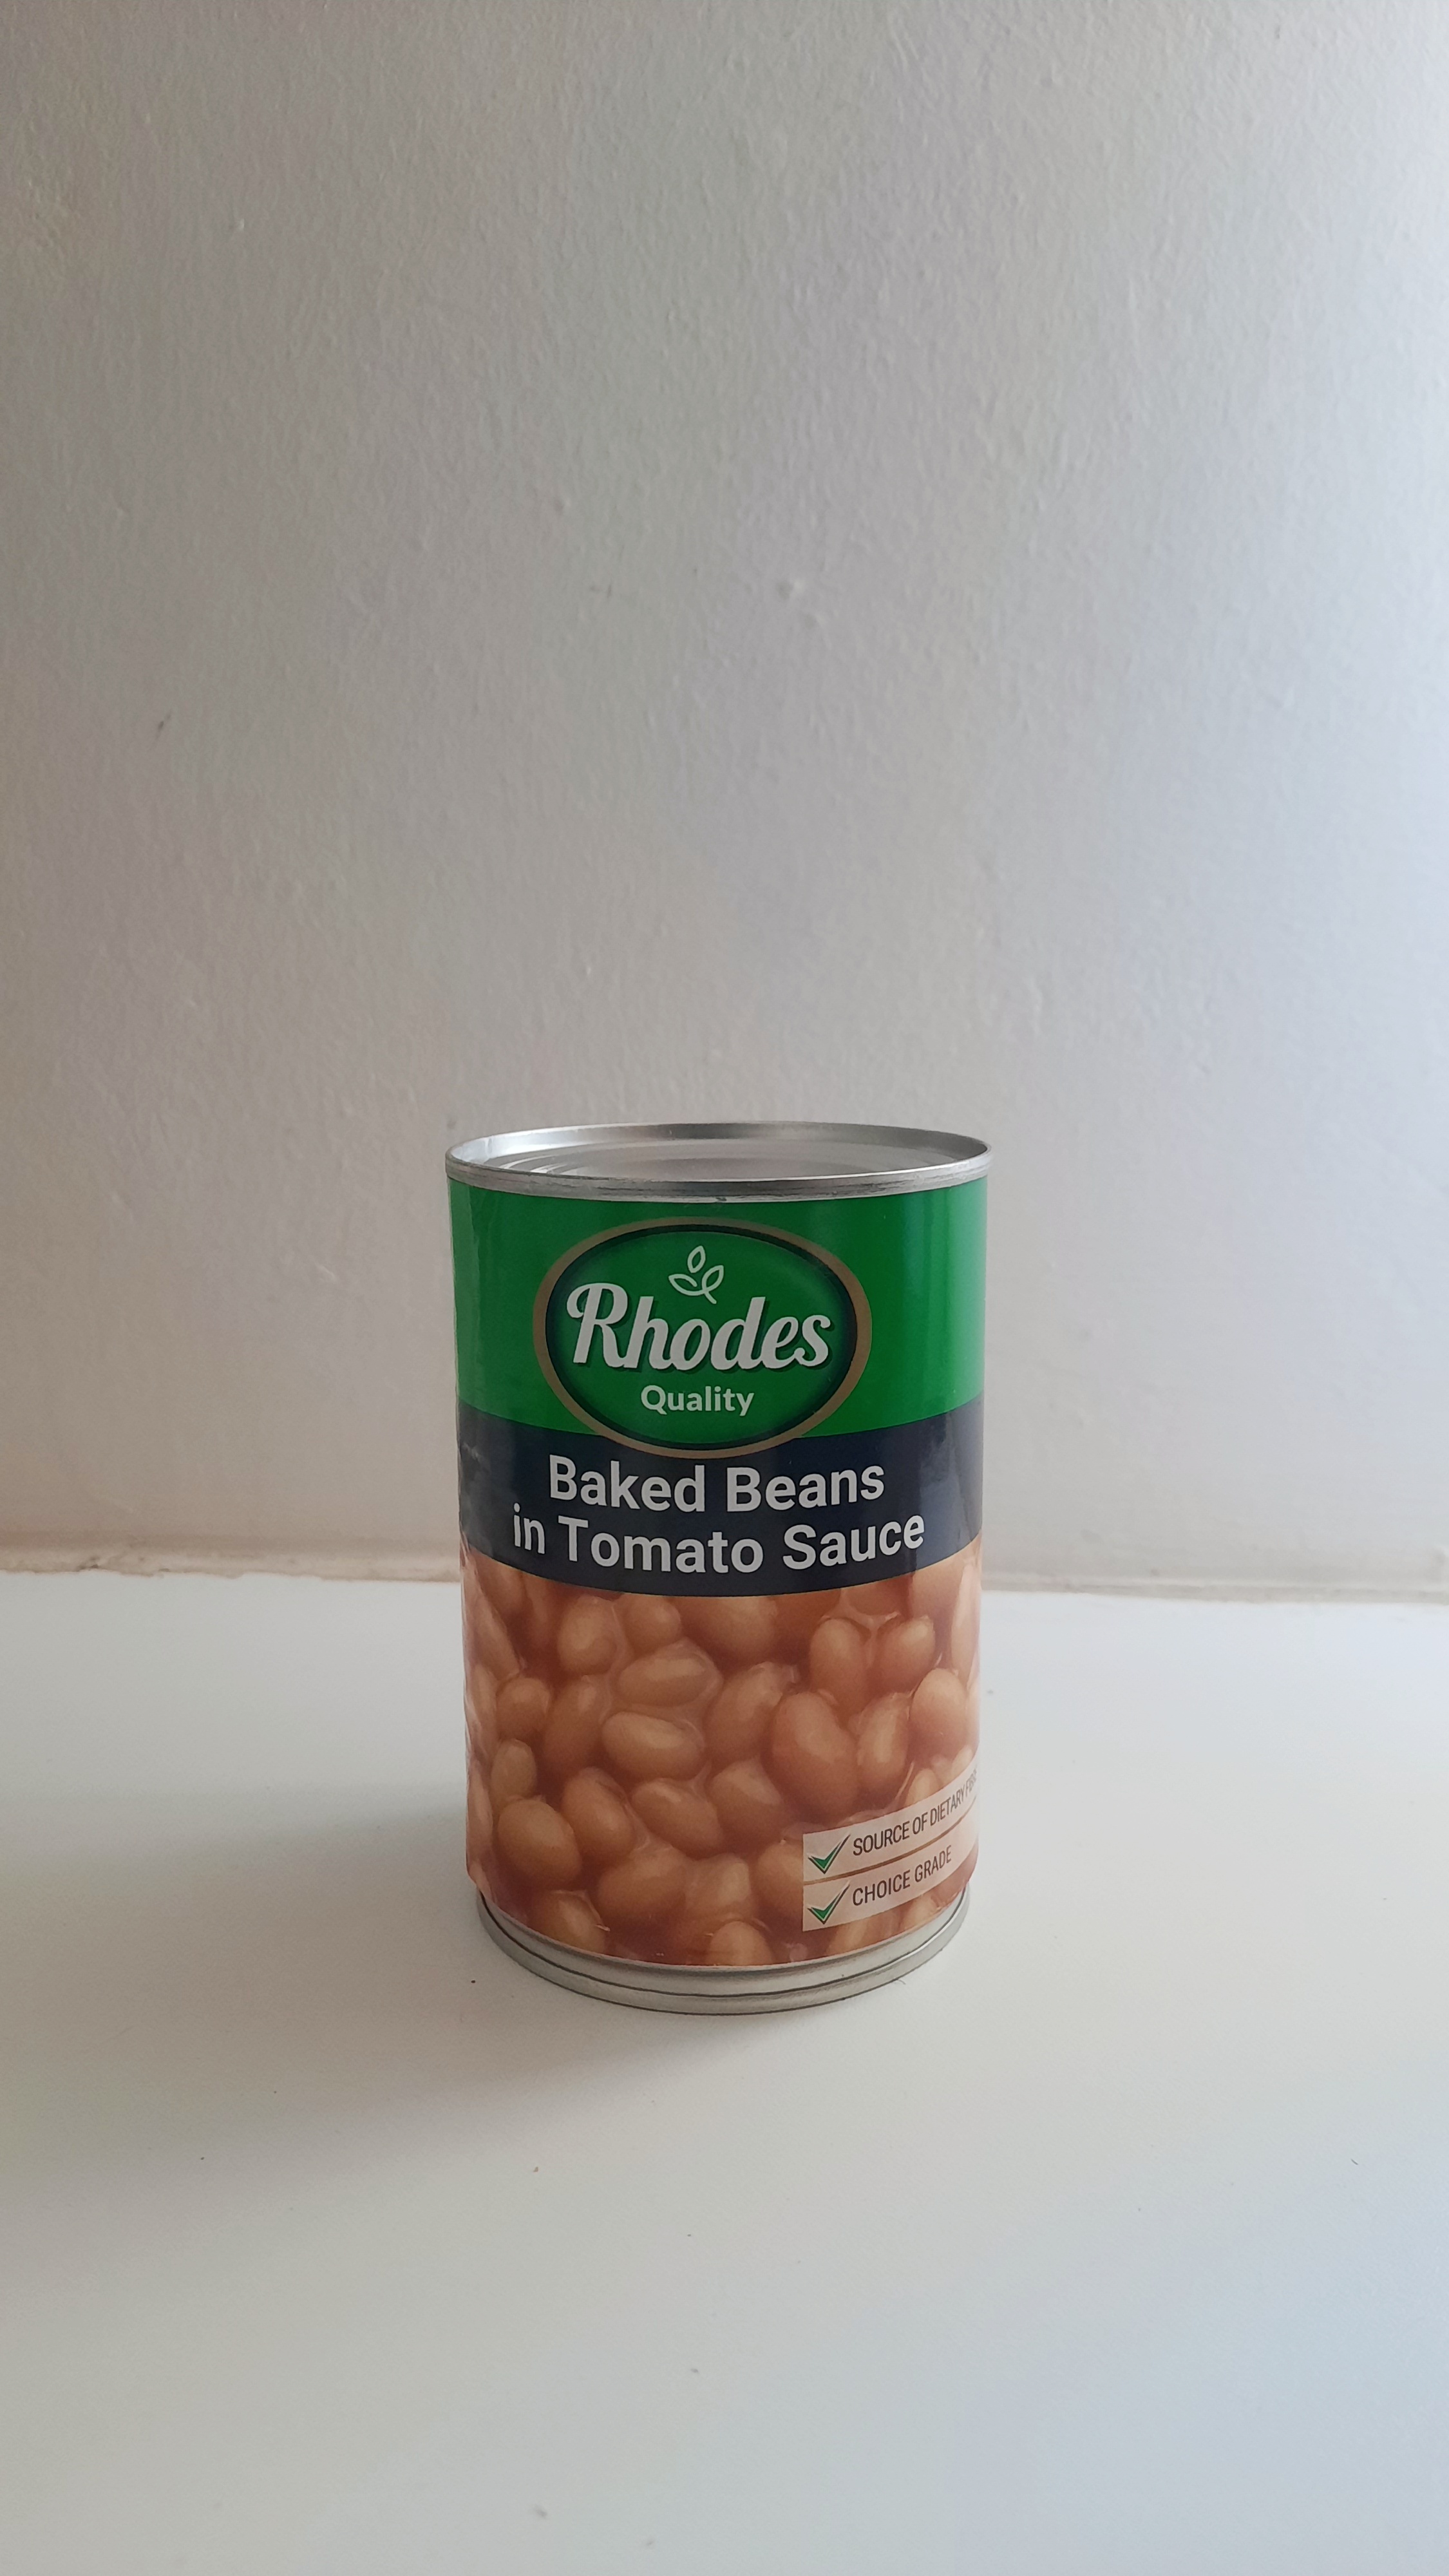 Rhodes
Quality
Baked Beans
in Tomato Sauce
SOURCE OF DIETARY
CHOICE GRADE